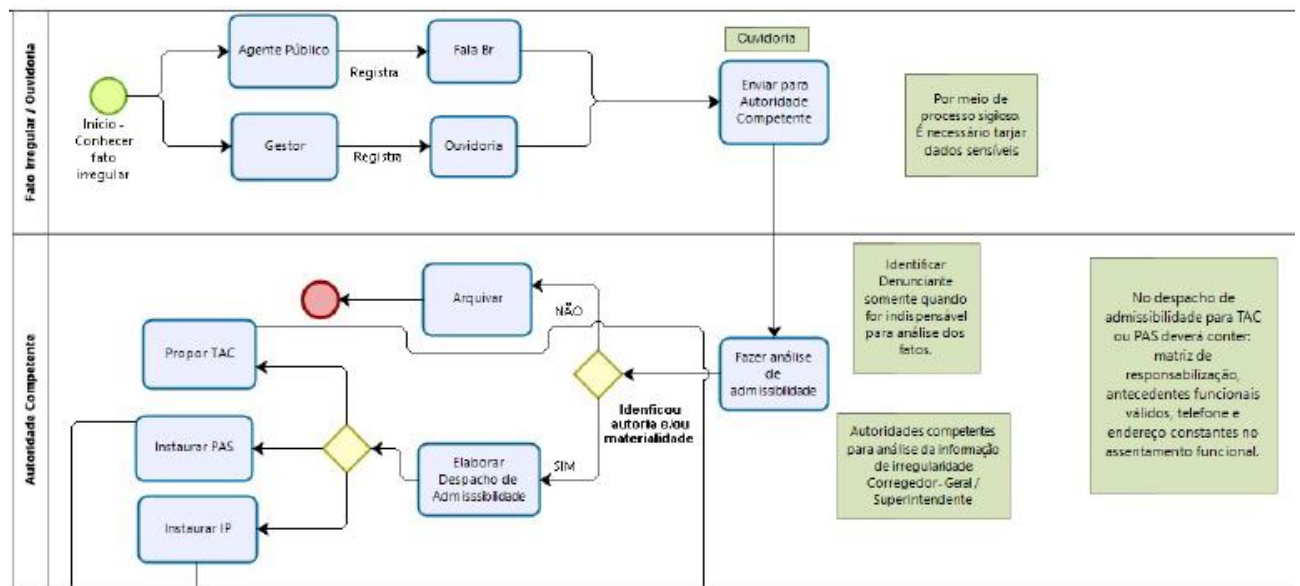 Fato Irregular / Ouvidoria
Início -
Conhecer
fato
irregular
Agente Público
Registra
Fala Br
Gestor
Registra
Ouvidoria
Ouvidoria
Enviar para
Autoridade
Competente
Por meio de
processo sigiloso.
É necessário tarjar
dados sensíveis
Autoridade Competente
Arquivar
NÃO
Propor TAC
Instaurar PAS
Instaurar IP
Elaborar
Despacho de
Admisssibilidade
SIM
Idenficou
autoria e/ou
materialidade
Fazer análise
de
admissibilidade
Identificar
Denunciante
somente quando
for indispensável
para análise dos
fatos.
Autoridades competentes
para análise da informação
de irregularidade
Corregedor-Geral /
Superintendente
No despacho de
admissibilidade para TAC
ou PAS deverá conter:
matriz de
responsabilização,
antecedentes funcionais
válidos, telefone e
endereço constantes no
assentamento funcional.